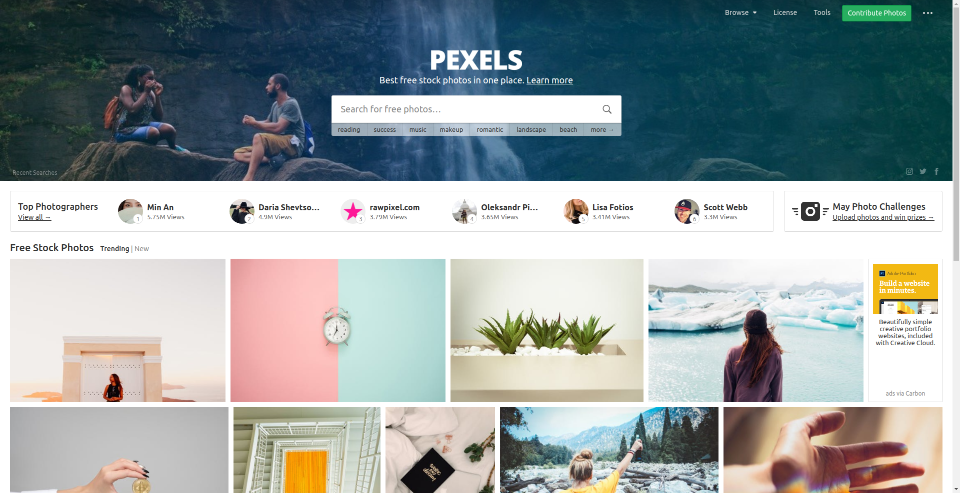 Browse
License
Tools
Contribute Photos
PEXELS
Best free stock photos in one place. Learn more
Search for free photos...
reading success music makeup romantic landscape beach more →
Recent Searches
Top Photographers
View all →
Min An
5.75M Views
Daria Shevtso...
4.9M Views
rawpixel.com
3.79M Views
Oleksandr Pi...
3.65M Views
Lisa Fotios
3.41M Views
Scott Webb
3.3M Views
May Photo Challenges
Upload photos and win prizes →
Free Stock Photos Trending | New
Build a website
in minutes.
Beautifully simple
creative portfolio
websites, included
with Creative Cloud.
ads via Carbon